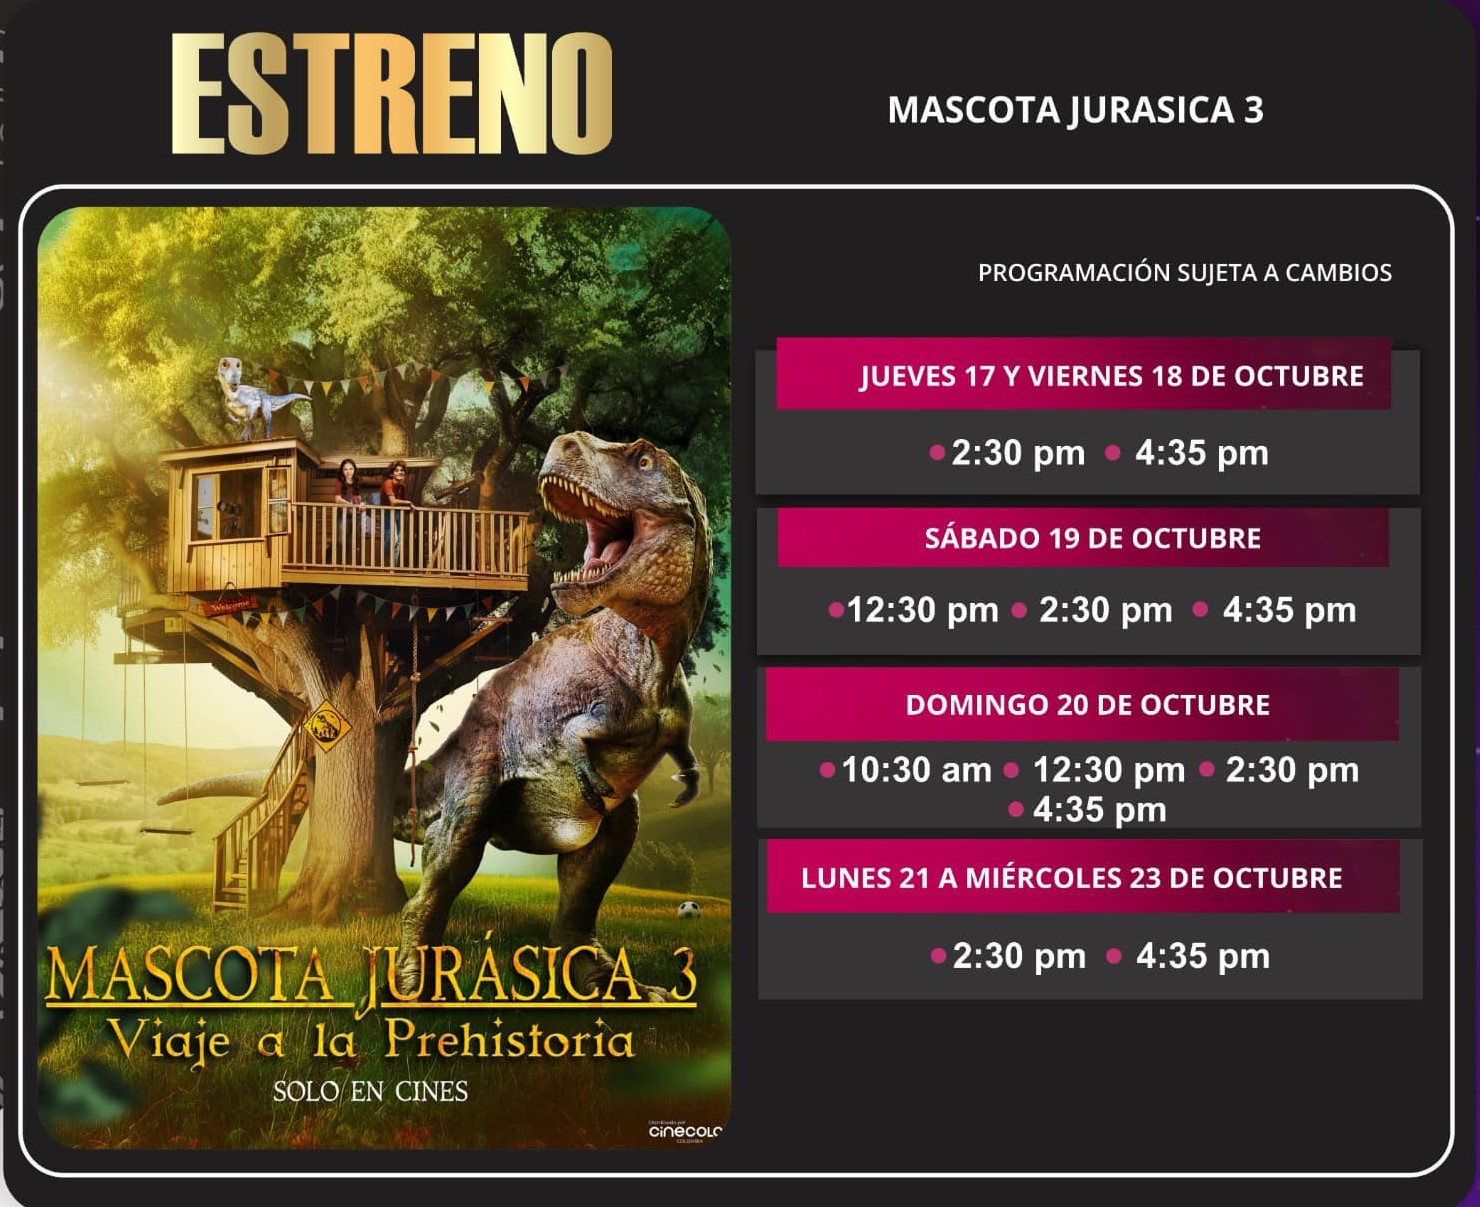 ESTRENO
MASCOTA JURASICA 3
PROGRAMACIÓN SUJETA A CAMBIOS
JUEVES 17 Y VIERNES 18 DE OCTUBRE
2:30 pm • 4:35 pm
SÁBADO 19 DE OCTUBRE
•12:30 pm • 2:30 pm • 4:35 pm
DOMINGO 20 DE OCTUBRE
•10:30 am • 12:30 pm • 2:30 pm
• 4:35 pm
LUNES 21 A MIÉRCOLES 23 DE OCTUBRE
•2:30 pm • 4:35 pm
Welcome
MASCOTA JURÁSICA 3
Viaje a la Prehistoria
SOLO EN CINES
cinecolo
COLOMBIA